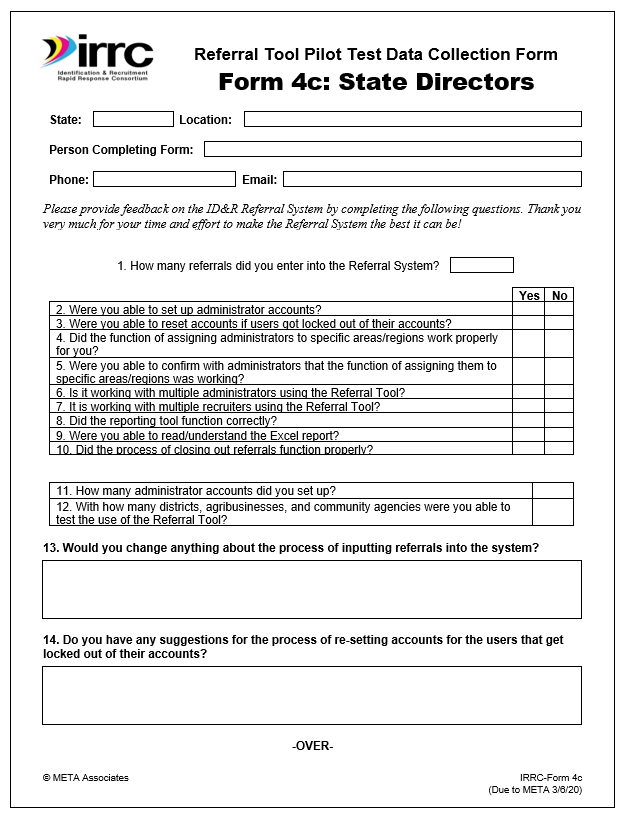 irrc
Identification & Recruitment
Rapid Response Consortium
Referral Tool Pilot Test Data Collection Form
Form 4c: State Directors
State:
Location:
Person Completing Form:
Phone:
Email:
Please provide feedback on the ID&R Referral System by completing the following questions. Thank you
very much for your time and effort to make the Referral System the best it can be!
1. How many referrals did you enter into the Referral System?
Yes No
2. Were you able to set up administrator accounts?
3. Were you able to reset accounts if users got locked out of their accounts?
4. Did the function of assigning administrators to specific areas/regions work properly
for you?
5. Were you able to confirm with administrators that the function of assigning them to
specific areas/regions was working?
6. Is it working with multiple administrators using the Referral Tool?
7. It is working with multiple recruiters using the Referral Tool?
8. Did the reporting tool function correctly?
9. Were you able to read/understand the Excel report?
10. Did the process of closing out referrals function properly?
11. How many administrator accounts did you set up?
12. With how many districts, agribusinesses, and community agencies were you able to
test the use of the Referral Tool?
13. Would you change anything about the process of inputting referrals into the system?
14. Do you have any suggestions for the process of re-setting accounts for the users that get
locked out of their accounts?
-OVER-
© META Associates
IRRC-Form 4c
(Due to META 3/6/20)